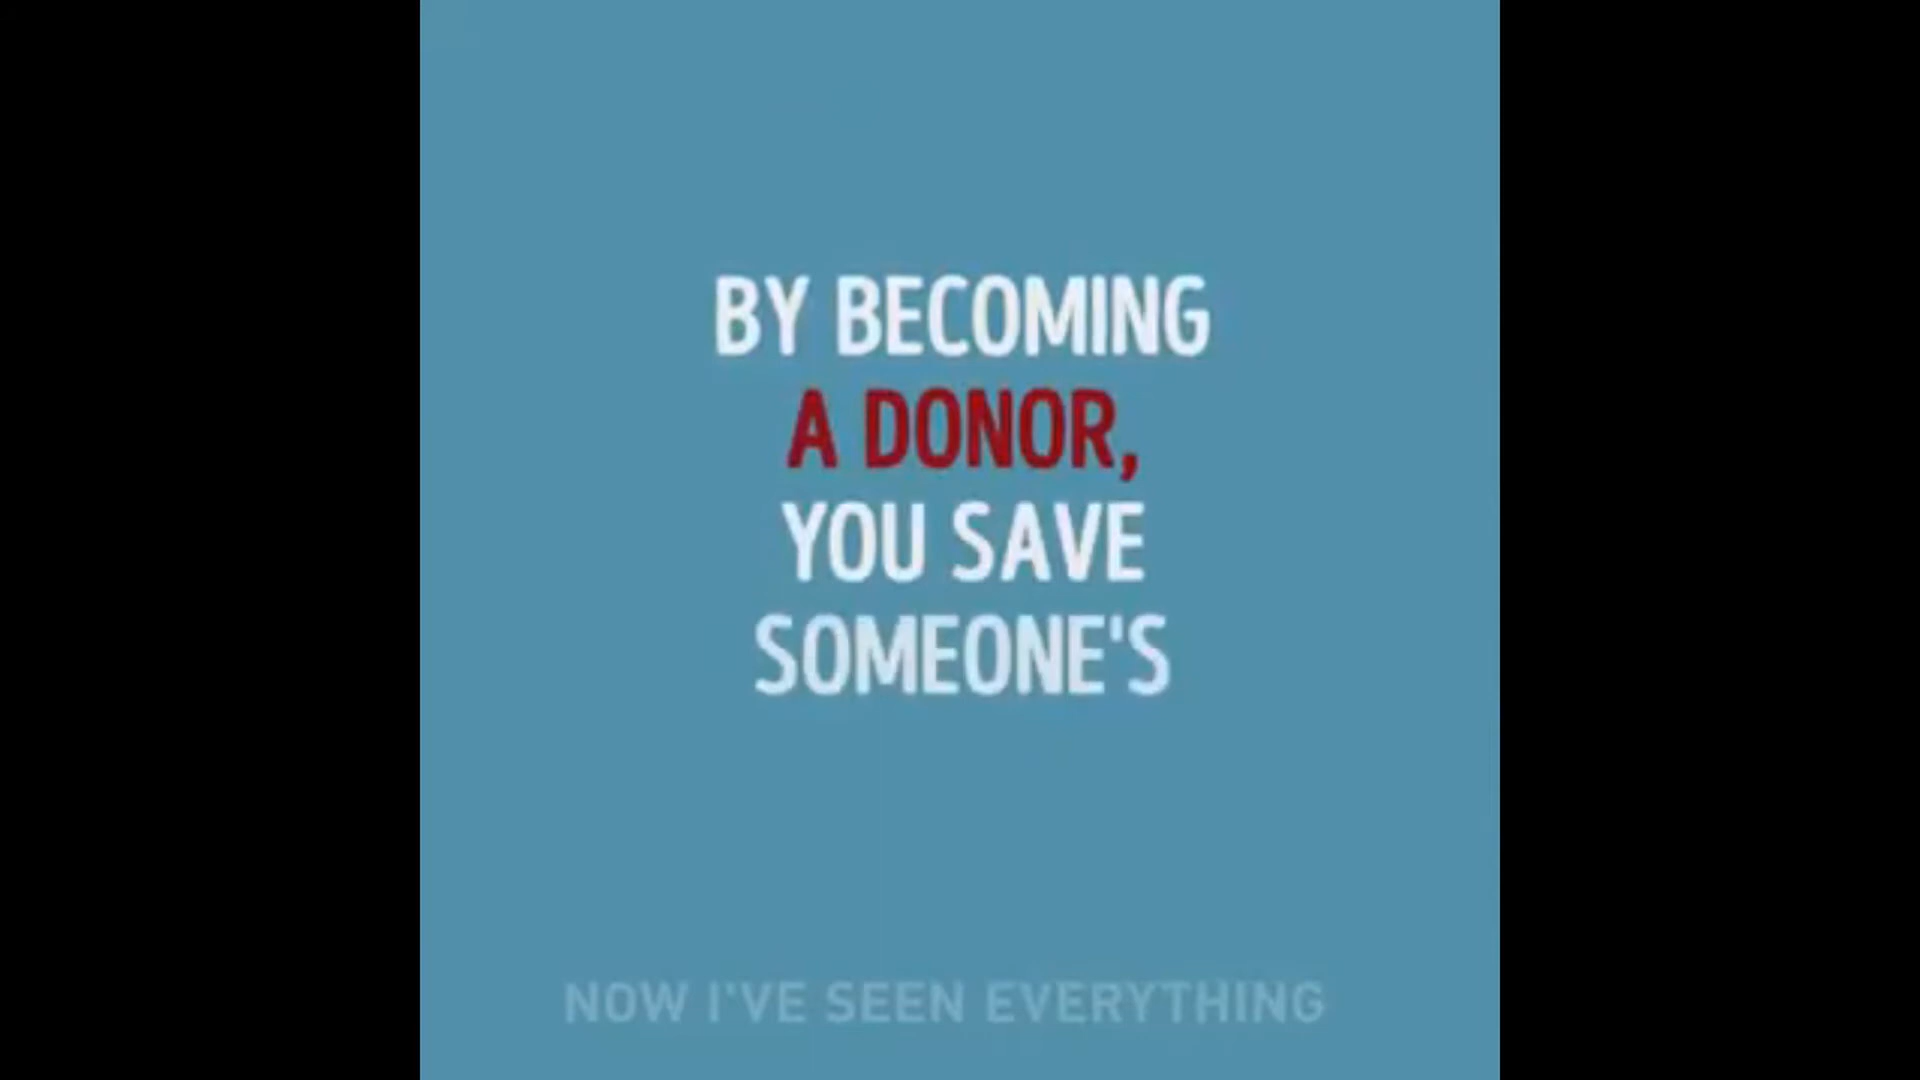 BY BECOMING
A DONOR,
YOU SAVE
SOMEONE'S
NOW I'VE SEEN EVERYTHING